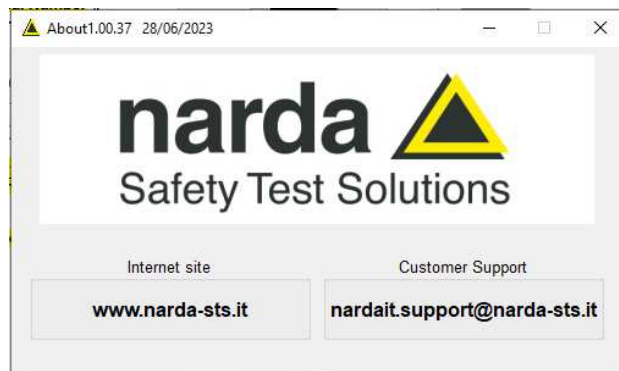 About1.00.37 28/06/2023
narda
Safety Test Solutions
Internet site
Customer Support
www.narda-sts.it
nardait.support@narda-sts.it